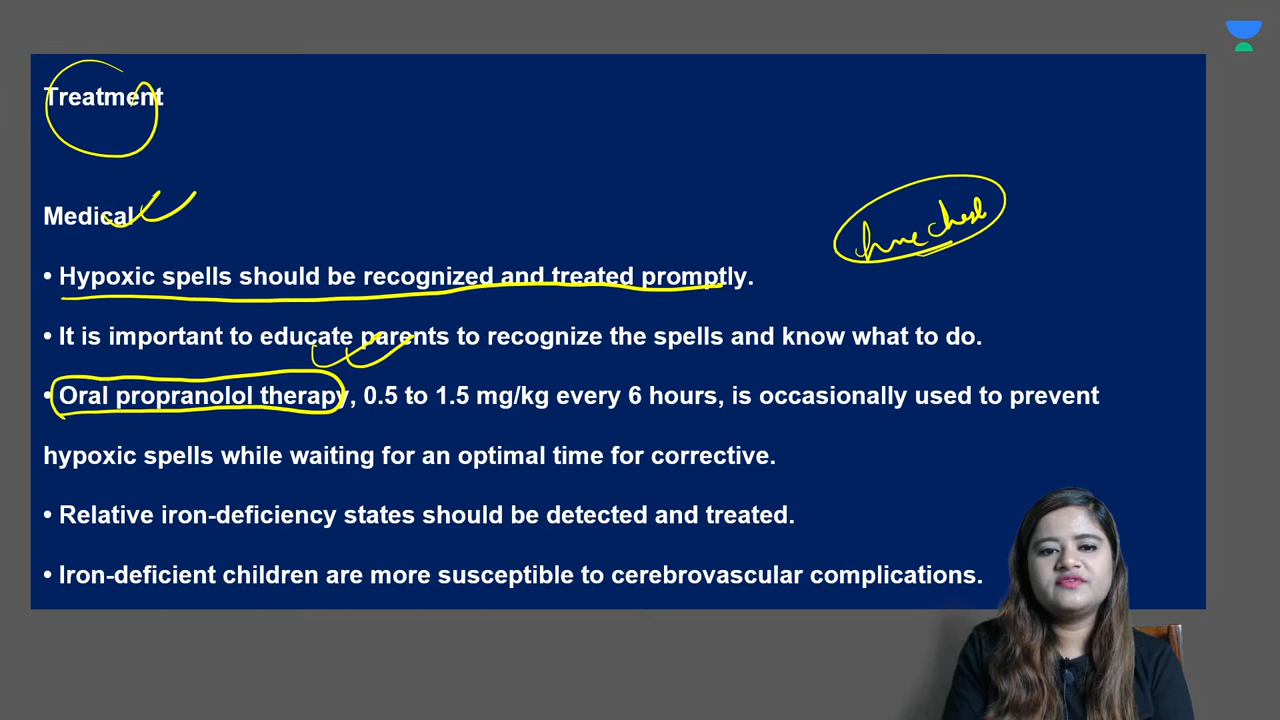 Treatment
Medical
knee chest
• Hypoxic spells should be recognized and treated promptly.
• It is important to educate parents to recognize the spells and know what to do.
• Oral propranolol therapy, 0.5 to 1.5 mg/kg every 6 hours, is occasionally used to prevent
hypoxic spells while waiting for an optimal time for corrective.
• Relative iron-deficiency states should be detected and treated.
• Iron-deficient children are more susceptible to cerebrovascular complications.